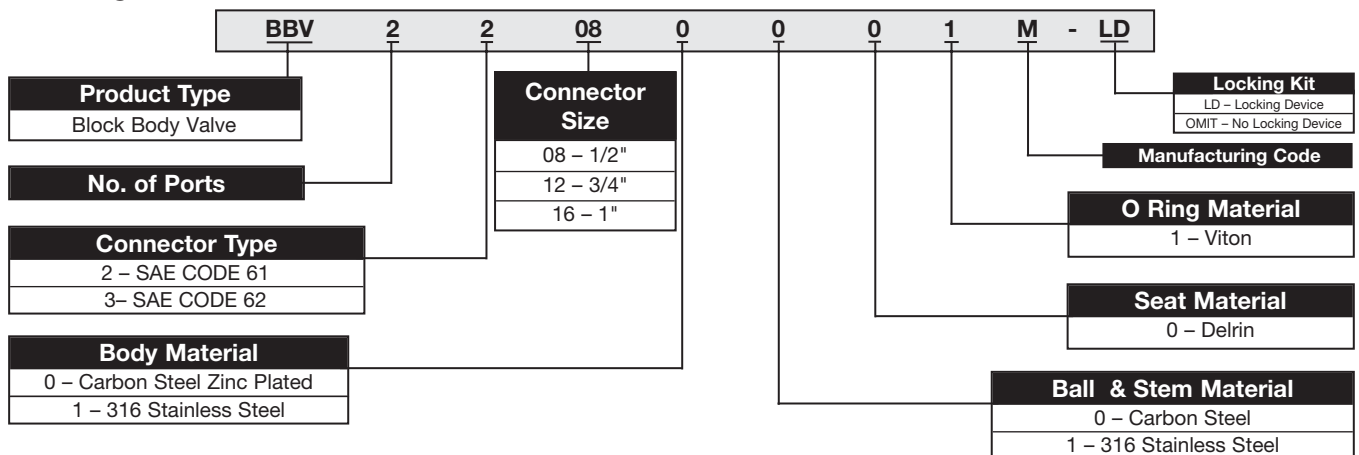 BBV 2 2 08 0 0 0 1 M - LD
Product Type
Block Body Valve
No. of Ports
Connector Type
2 – SAE CODE 61
3– SAE CODE 62
Body Material
0 – Carbon Steel Zinc Plated
1 – 316 Stainless Steel
Connector
Size
08 – 1/2"
12 – 3/4"
16 – 1"
Locking Kit
LD – Locking Device
OMIT – No Locking Device
Manufacturing Code
O Ring Material
1 – Viton
Seat Material
0 – Delrin
Ball & Stem Material
0 – Carbon Steel
1 – 316 Stainless Steel